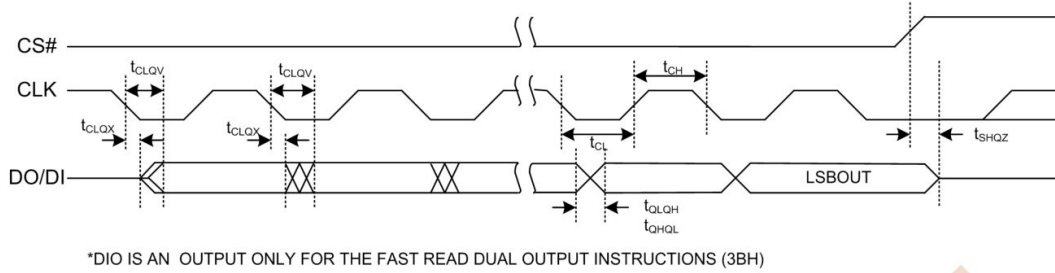 CS#
tCLQV
tCLQV
tCH
CLK
tCLQX
tCLQX
tCL
tSHQZ
DO/DI
LSBOUT
tQLQH
tQHQL
*DIO IS AN OUTPUT ONLY FOR THE FAST READ DUAL OUTPUT INSTRUCTIONS (3BH)